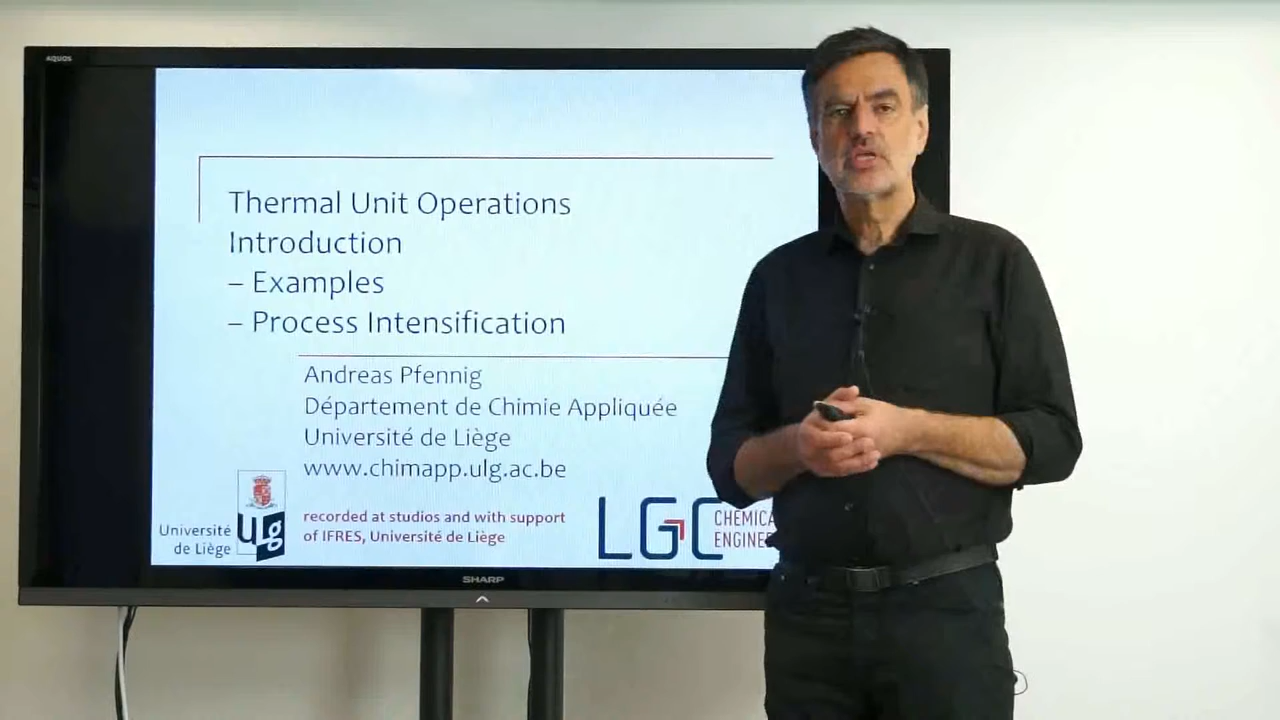 AQUOS
Thermal Unit Operations
Introduction
– Examples
– Process Intensification
Andreas Pfennig
Département de Chimie Appliquée
Université de Liège
www.chimapp.ulg.ac.be
Université
de Liège
ulg
recorded at studios and with support
of IFRES, Université de Liège
LGC
SHARP